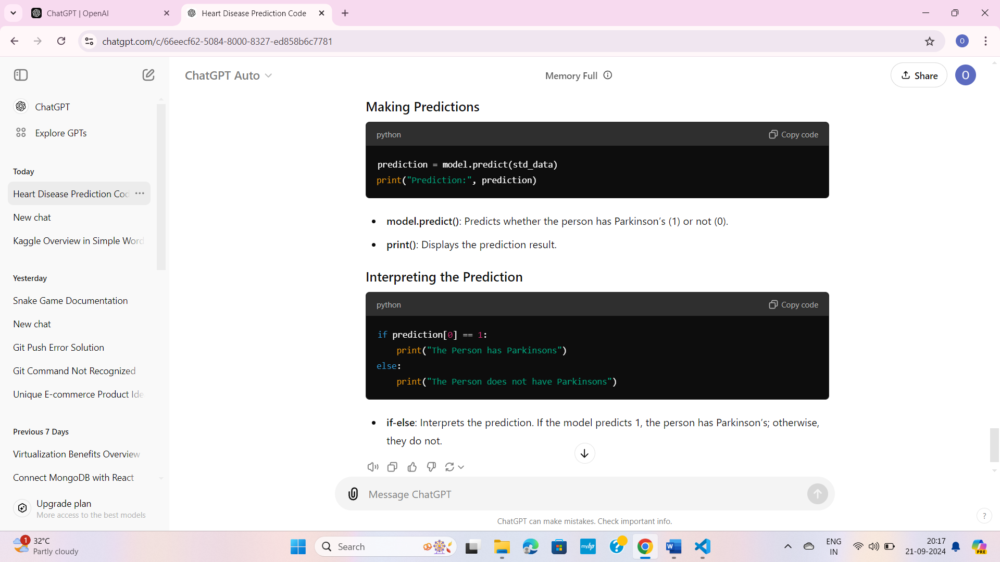 ChatGPT | OpenAI
Heart Disease Prediction Code
chatgpt.com/c/66eecf62-5084-8000-8327-ed858b6c7781
O
ChatGPT Auto
Memory Full
Share
O
ChatGPT
Explore GPTs
Today
Heart Disease Prediction Cod
New chat
Kaggle Overview in Simple Word
Yesterday
Snake Game Documentation
New chat
Git Push Error Solution
Git Command Not Recognized
Unique E-commerce Product Ide
Previous 7 Days
Virtualization Benefits Overview
Connect MongoDB with React
Upgrade plan
More access to the best models
Making Predictions
python
Copy code
prediction = model.predict(std_data)
print("Prediction:", prediction)
• model.predict(): Predicts whether the person has Parkinson’s (1) or not (0).
• print(): Displays the prediction result.
Interpreting the Prediction
python
Copy code
if prediction[0] == 1:
print("The Person has Parkinsons")
else:
print("The Person does not have Parkinsons")
• if-else: Interprets the prediction. If the model predicts 1, the person has Parkinson’s; otherwise,
they do not.
Message ChatGPT
ChatGPT can make mistakes. Check important info.
?
1
32°C
Partly cloudy
Search
myhp
?
W
ENG
IN
20:17
21-09-2024
PRE